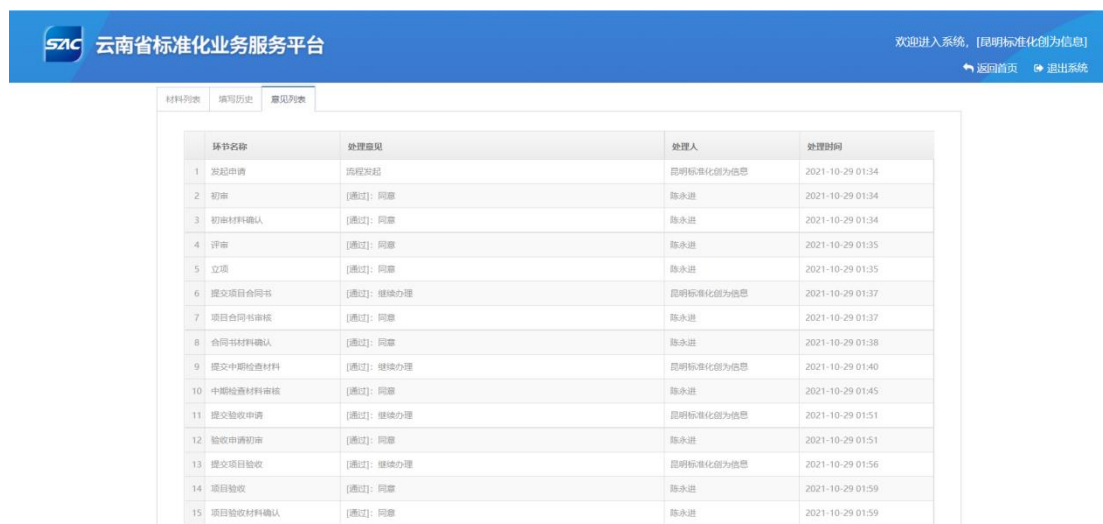 SAC 云南省标准化业务服务平台
欢迎进入系统, [昆明标准化创为信息]
返回首页 退出系统
材料列表 填写历史 意见列表
环节名称 处理意见 处理人 处理时间
1 发起申请 流程发起 昆明标准化创为信息 2021-10-29 01:34
2 初审 [通过]: 同意 陈永进 2021-10-29 01:34
3 初审材料确认 [通过]: 同意 陈永进 2021-10-29 01:34
4 评审 [通过]: 同意 陈永进 2021-10-29 01:35
5 立项 [通过]: 同意 陈永进 2021-10-29 01:35
6 提交项目合同书 [通过]: 继续办理 昆明标准化创为信息 2021-10-29 01:37
7 项目合同书审核 [通过]: 同意 陈永进 2021-10-29 01:37
8 合同书材料确认 [通过]: 同意 陈永进 2021-10-29 01:38
9 提交中期检查材料 [通过]: 继续办理 昆明标准化创为信息 2021-10-29 01:40
10 中期检查材料审核 [通过]: 同意 陈永进 2021-10-29 01:45
11 提交验收申请 [通过]: 继续办理 昆明标准化创为信息 2021-10-29 01:51
12 验收申请初审 [通过]: 同意 陈永进 2021-10-29 01:51
13 提交项目验收 [通过]: 继续办理 昆明标准化创为信息 2021-10-29 01:56
14 项目验收 [通过]: 同意 陈永进 2021-10-29 01:59
15 项目验收材料确认 [通过]: 同意 陈永进 2021-10-29 01:59